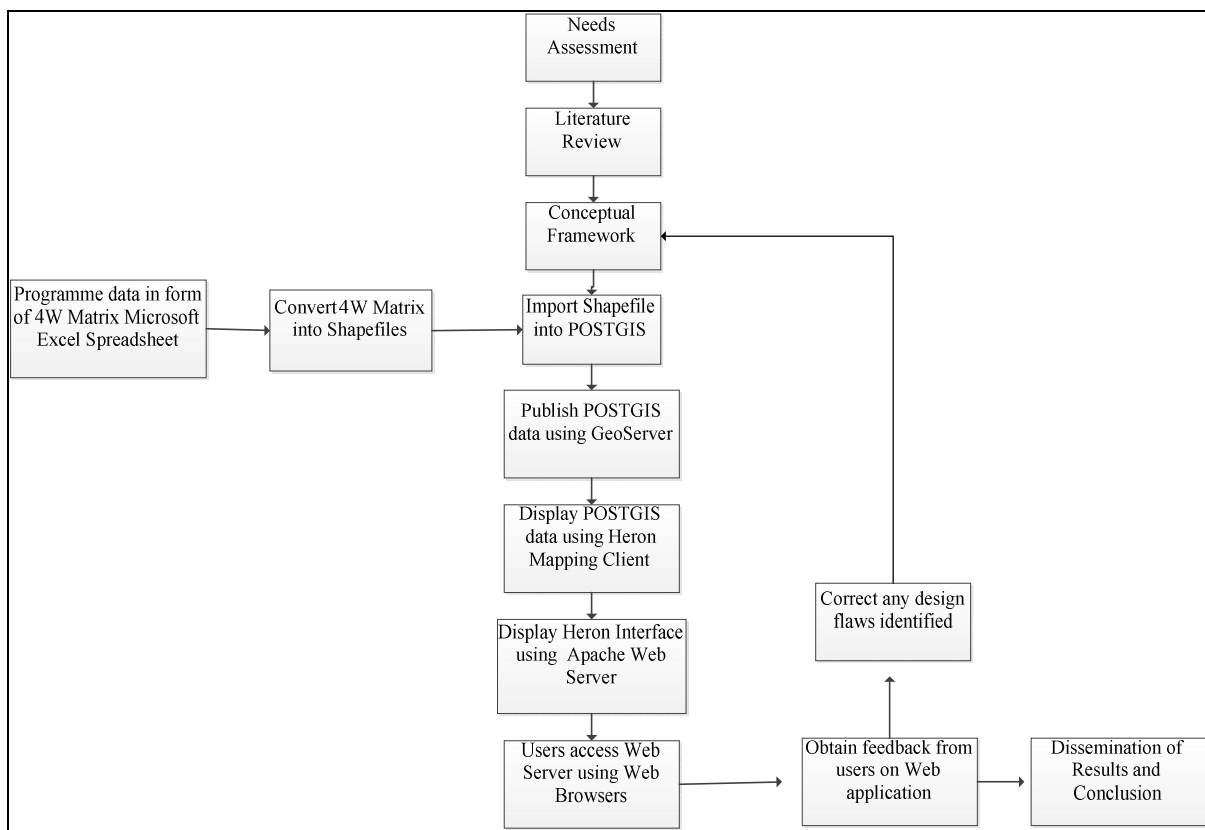 Needs
Assessment
Literature
Review
Conceptual
Framework
Programme data in form
of 4W Matrix Microsoft
Excel Spreadsheet
Convert 4W Matrix
into Shapefiles
Import Shapefile
into POSTGIS
Publish POSTGIS
data using GeoServer
Display POSTGIS
data using Heron
Mapping Client
Display Heron Interface
using Apache Web
Server
Users access Web
Server using Web
Browsers
Correct any design
flaws identified
Obtain feedback from
users on Web
application
Dissemination of
Results and
Conclusion